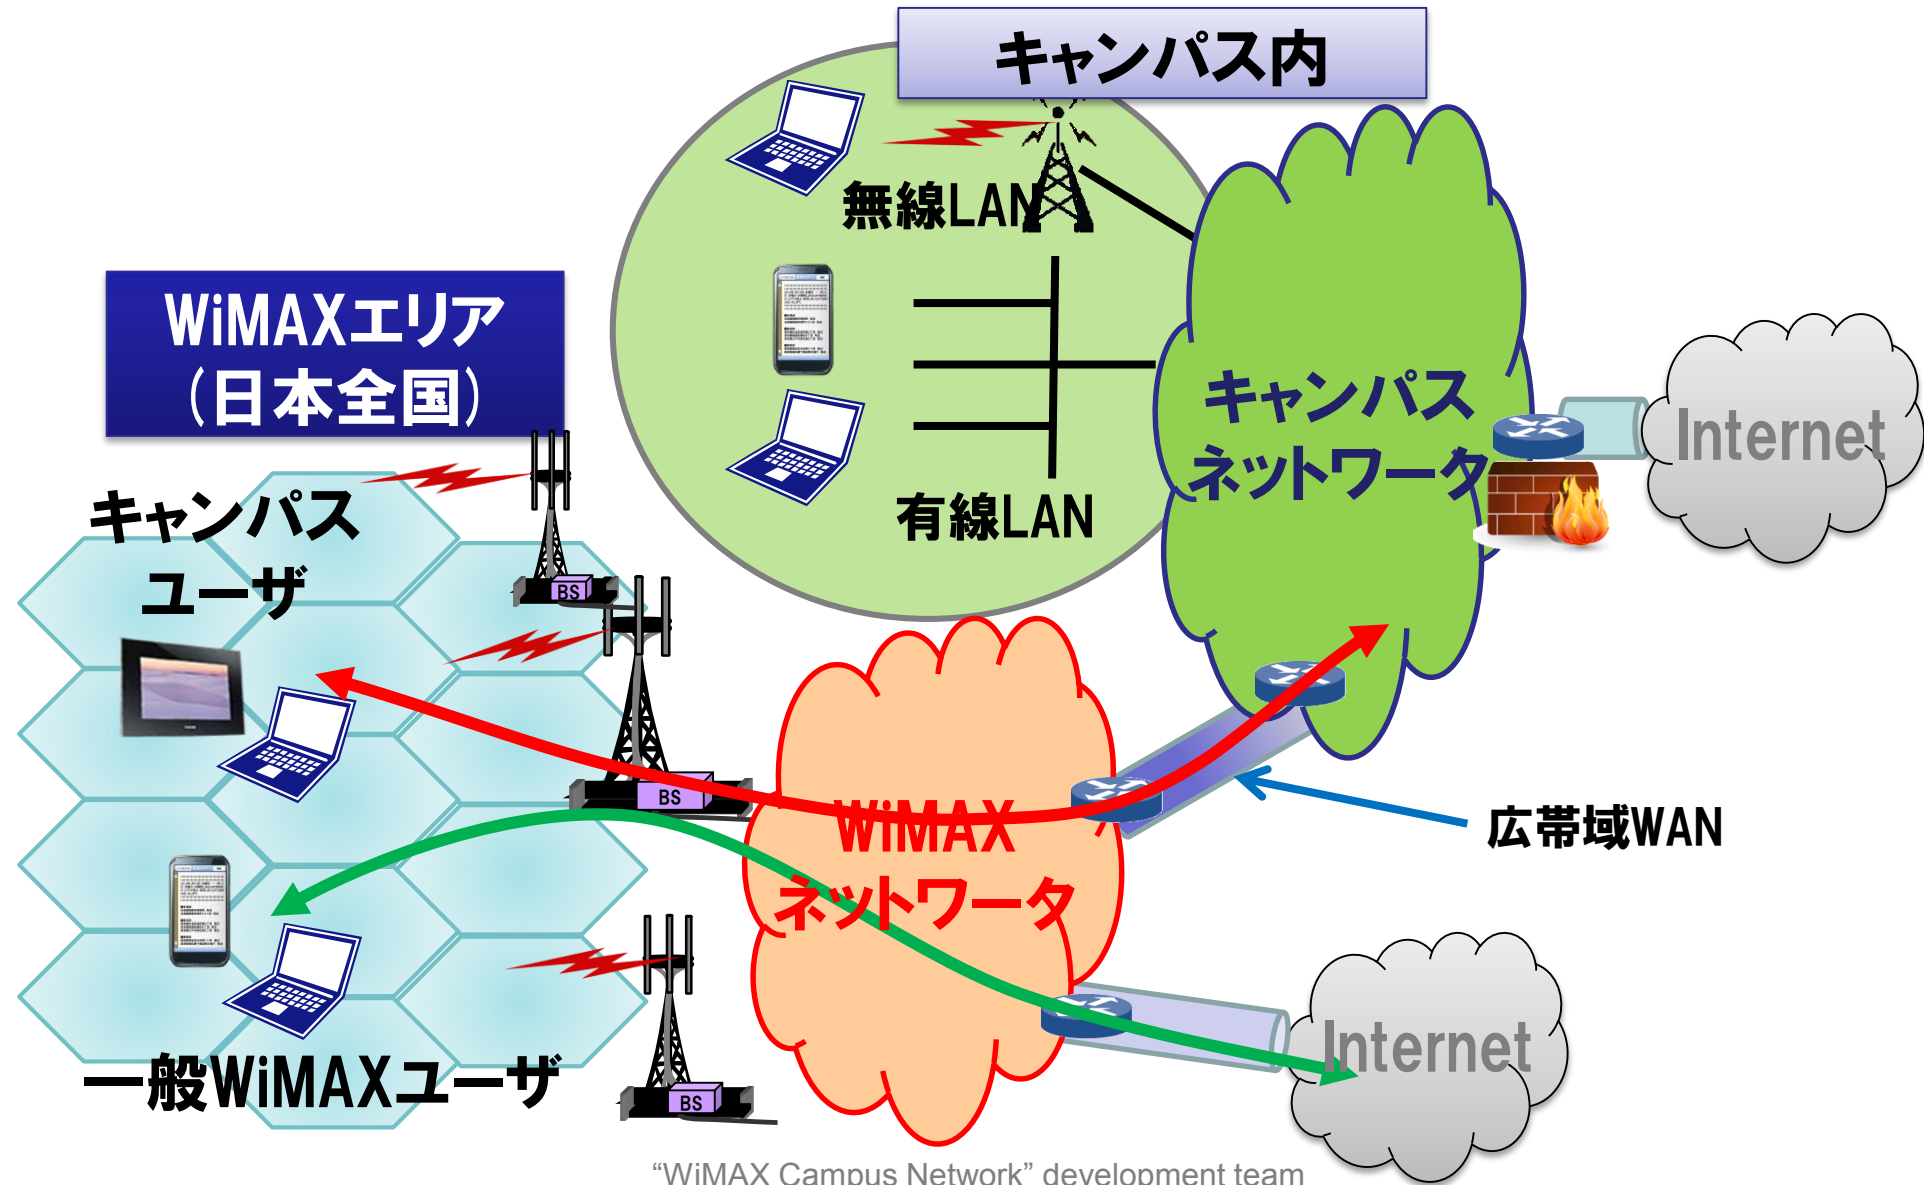 キャンパス内
無線LAN
WiMAXエリア
(日本全国)
キャンパス
ネットワーク
Internet
キャンパス
ユーザ
有線LAN
BS
BS
WiMAX
ネットワーク
広帯域WAN
Internet
一般WiMAXユーザ
BS
“WiMAX Campus Network” development team